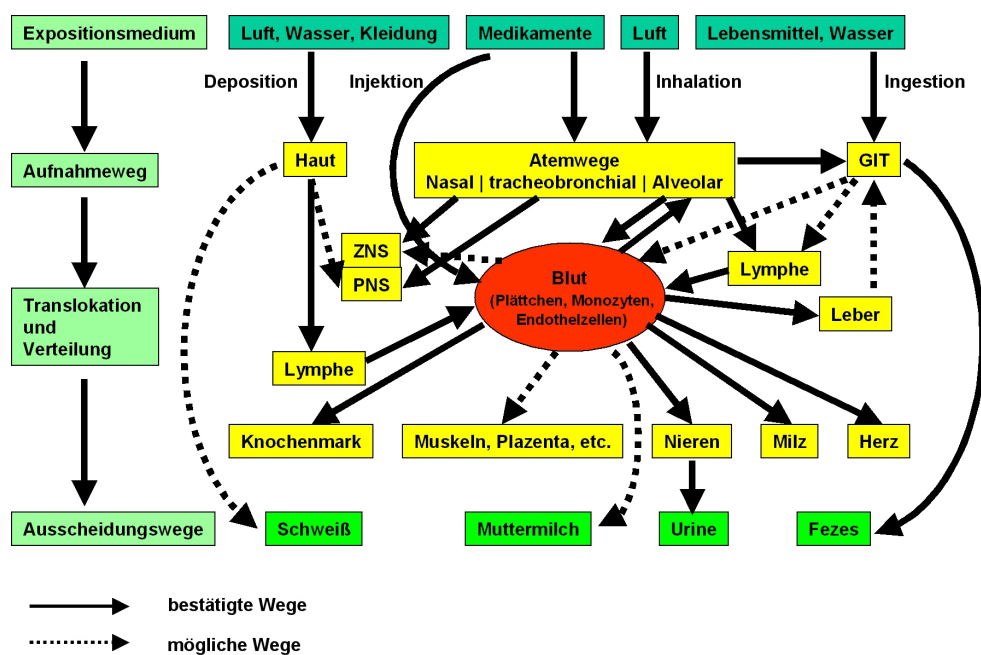 Expositionsmedium
Luft, Wasser, Kleidung
Medikamente
Luft
Lebensmittel, Wasser
Deposition
Injektion
Inhalation
Ingestion
Aufnahmeweg
Haut
Atemwege
Nasal | tracheobronchial | Alveolar
GIT
ZNS
PNS
Blut
(Plättchen, Monozyten,
Endothelzellen)
Lymphe
Translokation
und
Verteilung
Leber
Lymphe
Knochenmark
Muskeln, Plazenta, etc.
Nieren
Milz
Herz
Ausscheidungswege
Schweiß
Muttermilch
Urine
Fezes
bestätigte Wege
mögliche Wege